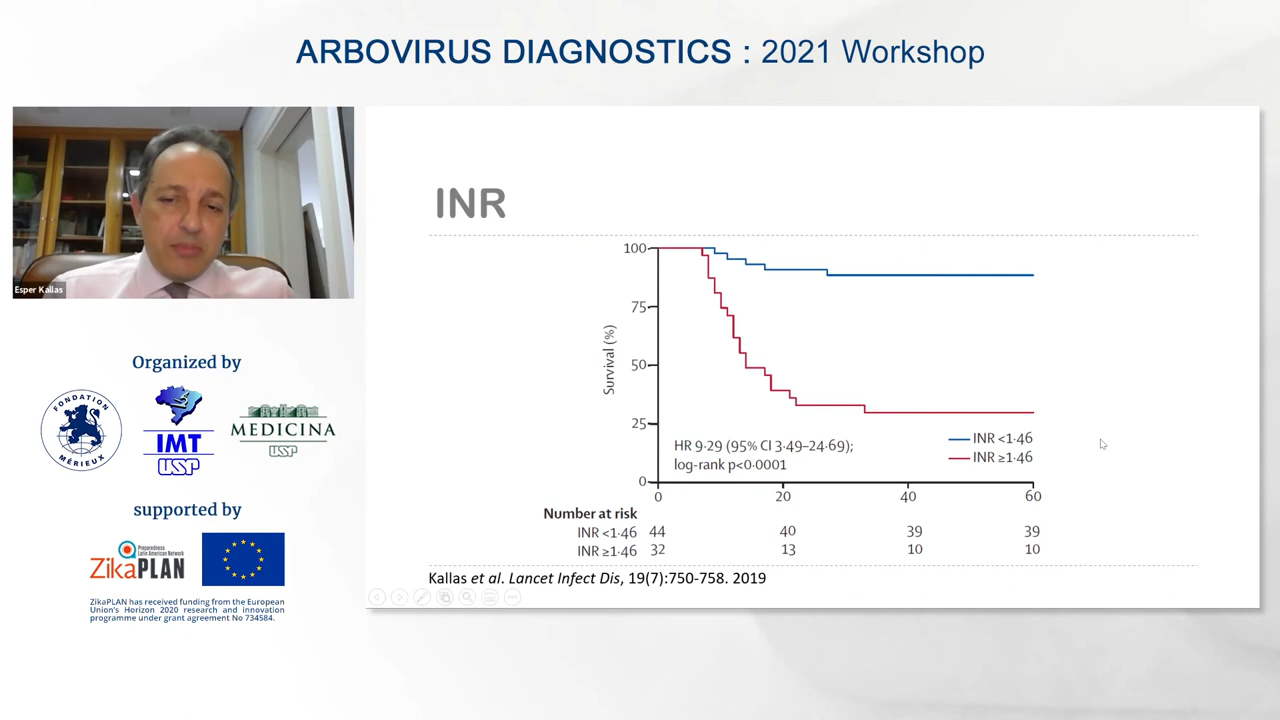 ARBOVIRUS DIAGNOSTICS : 2021 Workshop
Esper Kallas
Organized by
FONDATION
MÉRIEUX
IMT
USP
MEDICINA
USP
supported by
Preparedness
Latin American Network
ZikaPLAN
ZikaPLAN has received funding from the European
Union's Horizon 2020 research and innovation
programme under grant agreement No 734584.
INR
Survival (%)
100
75
50
25
0
HR 9·29 (95% CI 3·49–24·69);
log-rank p<0·0001
INR <1·46
INR ≥1·46
0 20 40 60
Number at risk
INR <1·46 44 40 39 39
INR ≥1·46 32 13 10 10
Kallas et al. Lancet Infect Dis, 19(7):750-758. 2019